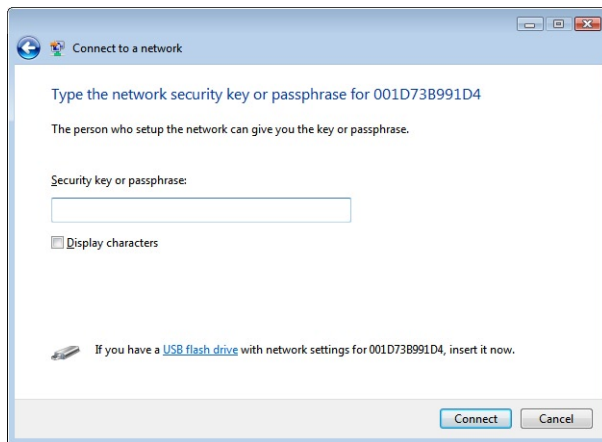 Connect to a network
Type the network security key or passphrase for 001D73B991D4
The person who setup the network can give you the key or passphrase.
Security key or passphrase:
Display characters
If you have a USB flash drive with network settings for 001D73B991D4, insert it now.
Connect Cancel